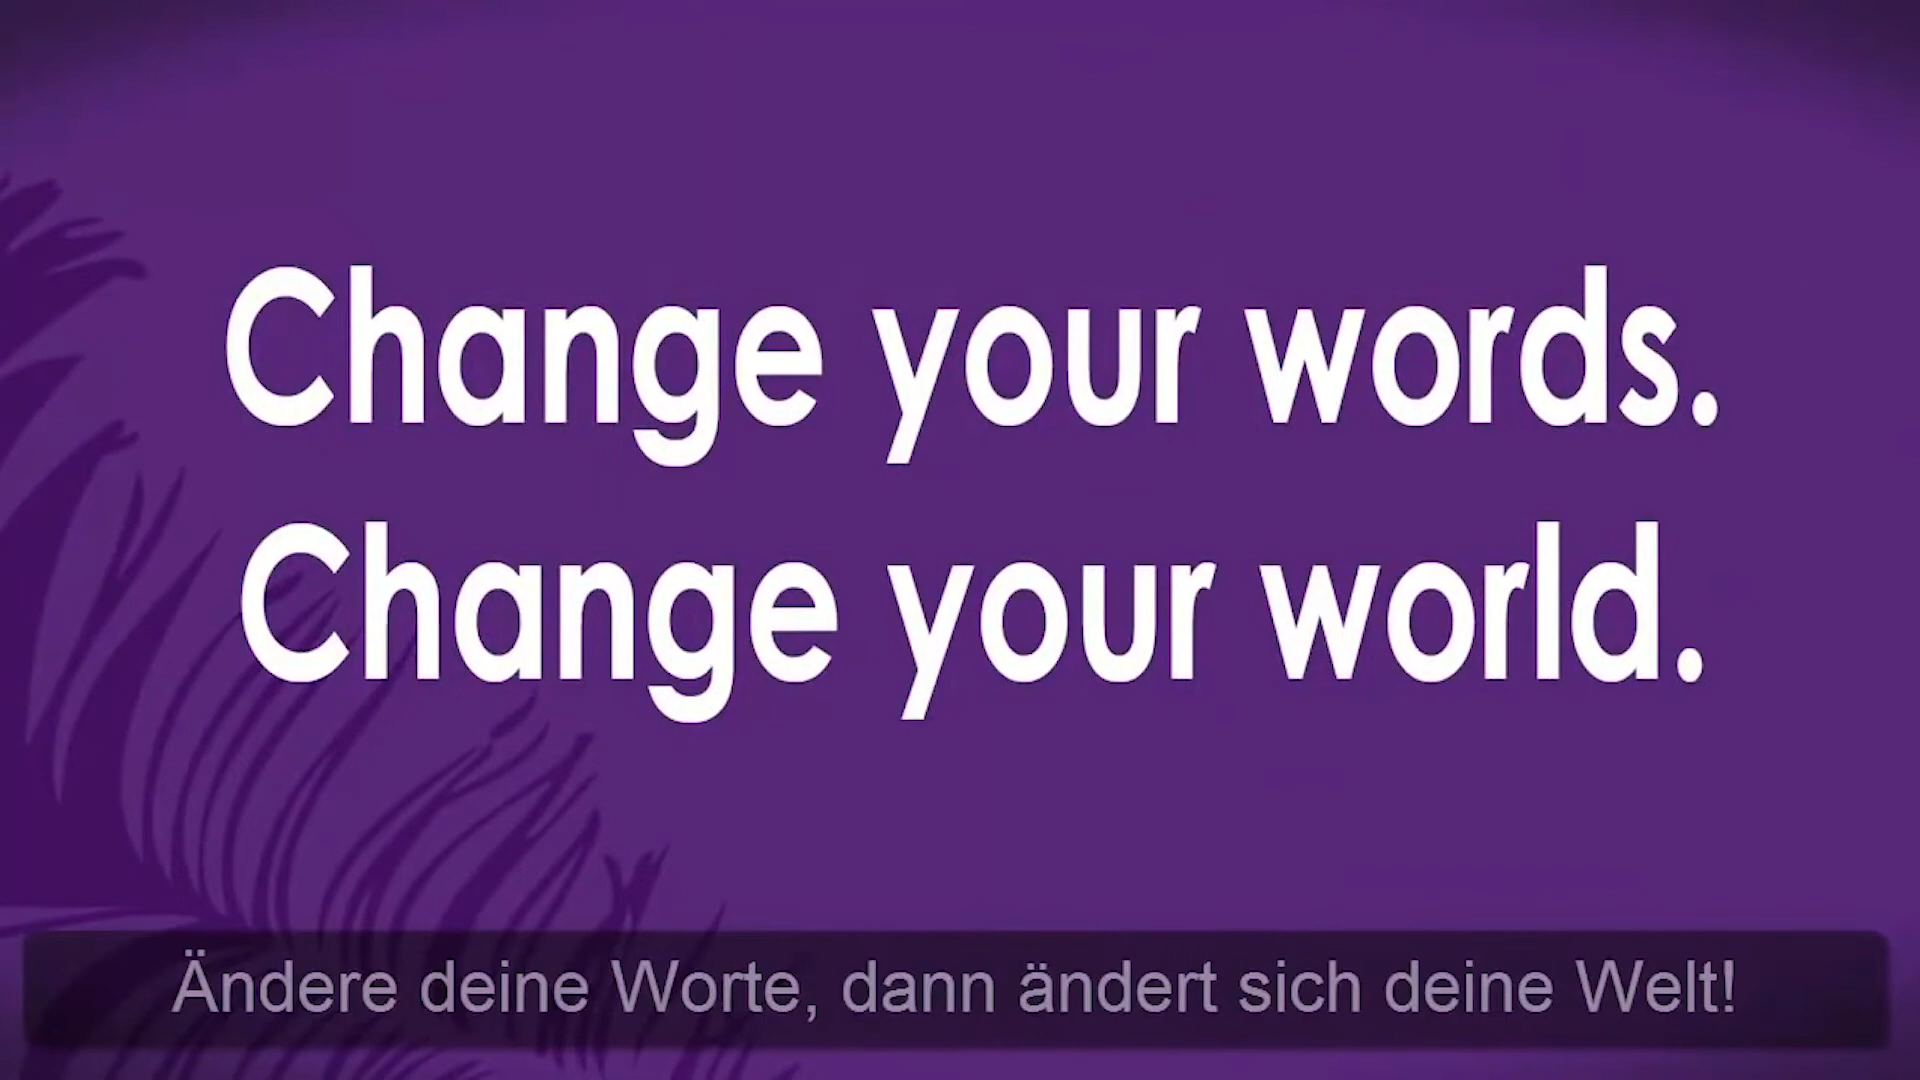 Change your words.
Change your world.
Ändere deine Worte, dann ändert sich deine Welt!